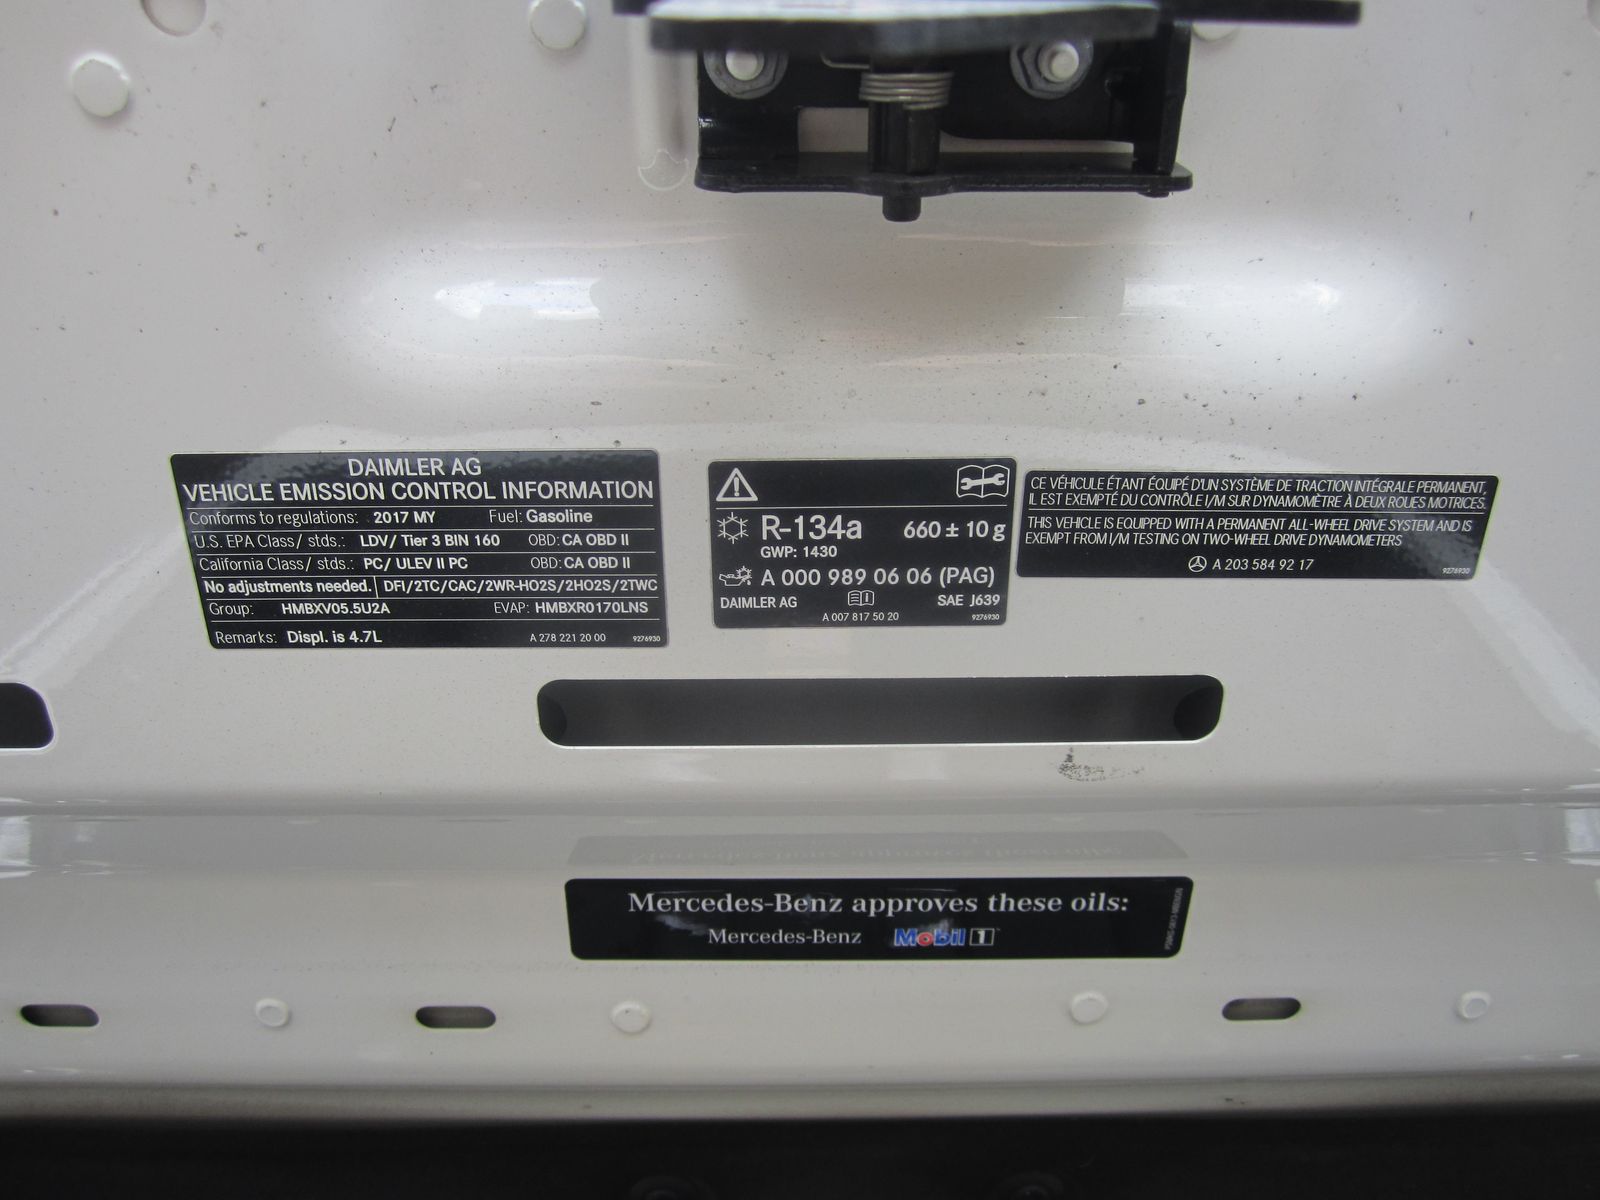 DAIMLER AG
VEHICLE EMISSION CONTROL INFORMATION
Conforms to regulations: 2017 MY Fuel: Gasoline
U.S. EPA Class/ stds.: LDV/ Tier 3 BIN 160 OBD: CA OBD II
California Class/ stds.: PC/ ULEV II PC OBD: CA OBD II
No adjustments needed. DFI/2TC/CAC/2WR-HO2S/2HO2S/2TWC
Group: HMBXV05.5U2A EVAP: HMBXR0170LNS
Remarks: Displ. is 4.7L A 278 221 20 00 9276930
R-134a 660 ± 10 g
GWP: 1430
A 000 989 06 06 (PAG)
DAIMLER AG SAE J639
A 007 817 50 20 9276930
CE VÉHICULE ÉTANT ÉQUIPÉ D'UN SYSTÈME DE TRACTION INTÉGRALE PERMANENT,
IL EST EXEMPTÉ DU CONTRÔLE I/M SUR DYNAMOMÈTRE À DEUX ROUES MOTRICES.
THIS VEHICLE IS EQUIPPED WITH A PERMANENT ALL-WHEEL DRIVE SYSTEM AND IS
EXEMPT FROM I/M TESTING ON TWO-WHEEL DRIVE DYNAMOMETERS
A 203 584 92 17 9276930
Mercedes-Benz approves these oils:
Mercedes-Benz Mobil 1